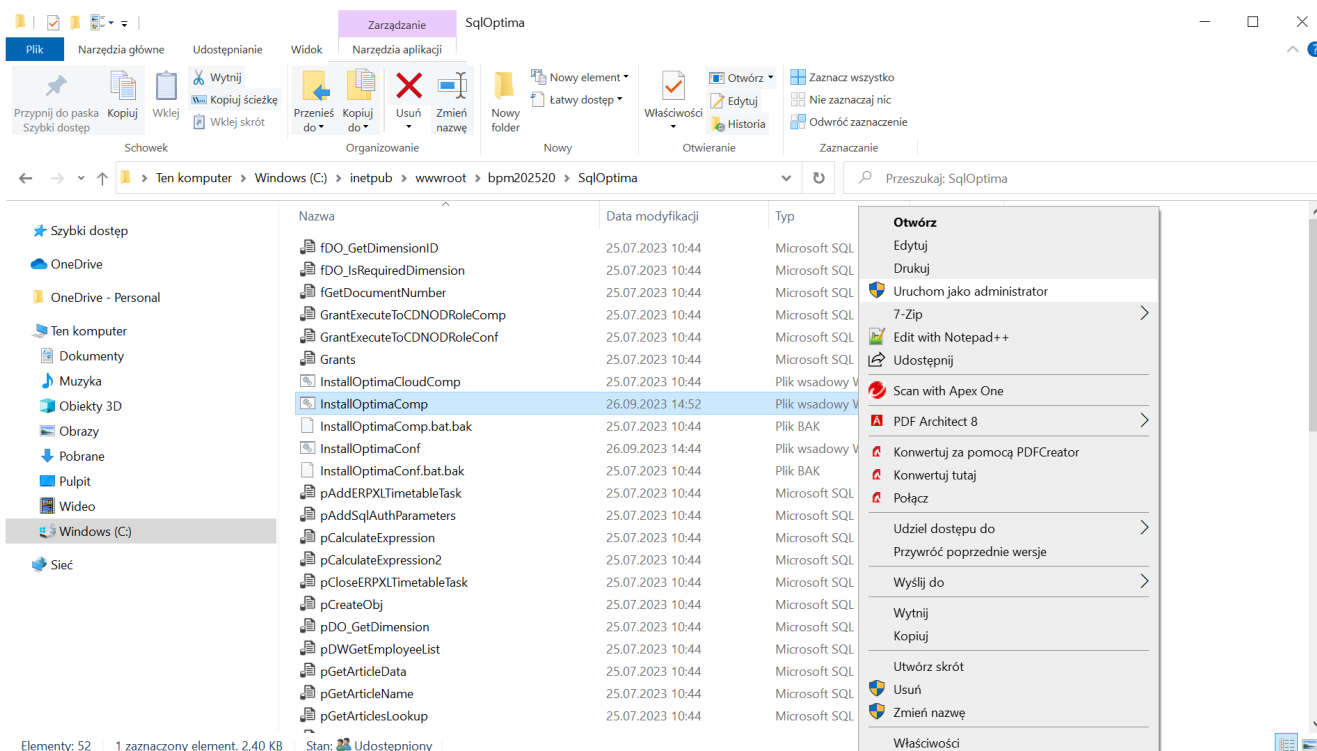 Zarządzanie
SqlOptima
Plik
Narzędzia główne
Udostępnianie
Widok
Narzędzia aplikacji
Przypnij do paska
Szybki dostęp
Kopiuj
Wklej
Wytnij
Kopiuj ścieżkę
Wklej skrót
Schowek
Przenieś
do
Kopiuj
do
Usuń
Zmień
nazwę
Organizowanie
Nowy
folder
Nowy element
Łatwy dostęp
Nowy
Właściwości
Otwórz
Edytuj
Historia
Otwieranie
Zaznacz wszystko
Nie zaznaczaj nic
Odwróć zaznaczenie
Zaznaczanie
Ten komputer > Windows (C:) > inetpub > wwwroot > bpm202520 > SqlOptima
Przeszukaj: SqlOptima
Szybki dostęp
OneDrive
OneDrive - Personal
Ten komputer
Dokumenty
Muzyka
Obiekty 3D
Obrazy
Pobrane
Pulpit
Wideo
Windows (C:)
Sieć
Nazwa Data modyfikacji Typ
fDO_GetDimensionID 25.07.2023 10:44 Microsoft SQL
fDO_IsRequiredDimension 25.07.2023 10:44 Microsoft SQL
fGetDocumentNumber 25.07.2023 10:44 Microsoft SQL
GrantExecuteToCDNODRoleComp 25.07.2023 10:44 Microsoft SQL
GrantExecuteToCDNODRoleConf 25.07.2023 10:44 Microsoft SQL
Grants 25.07.2023 10:44 Microsoft SQL
InstallOptimaCloudComp 25.07.2023 10:44 Plik wsadowy
InstallOptimaComp 26.09.2023 14:52 Plik wsadowy
InstallOptimaComp.bat.bak 25.07.2023 10:44 Plik BAK
InstallOptimaConf 26.09.2023 14:44 Plik wsadowy
InstallOptimaConf.bat.bak 25.07.2023 10:44 Plik BAK
pAddERPXLTimetableTask 25.07.2023 10:44 Microsoft SQL
pAddSqlAuthParameters 25.07.2023 10:44 Microsoft SQL
pCalculateExpression 25.07.2023 10:44 Microsoft SQL
pCalculateExpression2 25.07.2023 10:44 Microsoft SQL
pCloseERPXLTimetableTask 25.07.2023 10:44 Microsoft SQL
pCreateObj 25.07.2023 10:44 Microsoft SQL
pDO_GetDimension 25.07.2023 10:44 Microsoft SQL
pDWGetEmployeeList 25.07.2023 10:44 Microsoft SQL
pGetArticleData 25.07.2023 10:44 Microsoft SQL
pGetArticleName 25.07.2023 10:44 Microsoft SQL
pGetArticlesLookup 25.07.2023 10:44 Microsoft SQL
Otwórz
Edytuj
Drukuj
Uruchom jako administrator
7-Zip
Edit with Notepad++
Udostępnij
Scan with Apex One
PDF Architect 8
Konwertuj za pomocą PDFCreator
Konwertuj tutaj
Połącz
Udziel dostępu do
Przywróć poprzednie wersje
Wyślij do
Wytnij
Kopiuj
Utwórz skrót
Usuń
Zmień nazwę
Właściwości
Elementy: 52 1 zaznaczony element. 2,40 KB Stan: Udostępniony